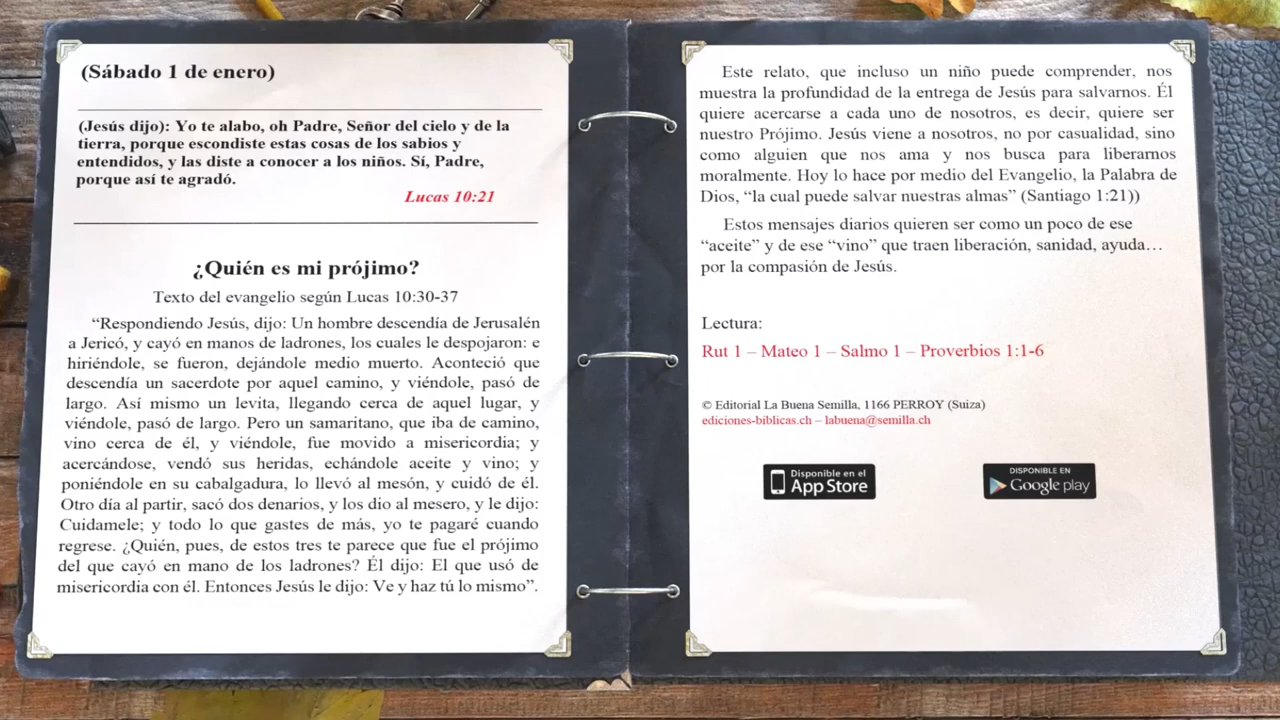 (Sábado 1 de enero)
(Jesús dijo): Yo te alabo, oh Padre, Señor del cielo y de la
tierra, porque escondiste estas cosas de los sabios y
entendidos, y las diste a conocer a los niños. Sí, Padre,
porque así te agradó.
Lucas 10:21
¿Quién es mi prójimo?
Texto del evangelio según Lucas 10:30-37
“Respondiendo Jesús, dijo: Un hombre descendía de Jerusalén
a Jericó, y cayó en manos de ladrones, los cuales le despojaron: e
hiriéndole, se fueron, dejándole medio muerto. Aconteció que
descendía un sacerdote por aquel camino, y viéndole, pasó de
largo. Así mismo un levita, llegando cerca de aquel lugar, y
viéndole, pasó de largo. Pero un samaritano, que iba de camino,
vino cerca de él, y viéndole, fue movido a misericordia; y
acercándose, vendó sus heridas, echándole aceite y vino; y
poniéndole en su cabalgadura, lo llevó al mesón, y cuidó de él.
Otro día al partir, sacó dos denarios, y los dio al mesero, y le dijo:
Cuidamele; y todo lo que gastes de más, yo te pagaré cuando
regrese. ¿Quién, pues, de estos tres te parece que fue el prójimo
del que cayó en mano de los ladrones? Él dijo: El que usó de
misericordia con él. Entonces Jesús le dijo: Ve y haz tú lo mismo”.
Este relato, que incluso un niño puede comprender, nos
muestra la profundidad de la entrega de Jesús para salvarnos. Él
quiere acercarse a cada uno de nosotros, es decir, quiere ser
nuestro Prójimo. Jesús viene a nosotros, no por casualidad, sino
como alguien que nos ama y nos busca para liberarnos
moralmente. Hoy lo hace por medio del Evangelio, la Palabra de
Dios, “la cual puede salvar nuestras almas” (Santiago 1:21))
Estos mensajes diarios quieren ser como un poco de ese
“aceite” y de ese “vino” que traen liberación, sanidad, ayuda…
por la compasión de Jesús.
Lectura:
Rut 1 – Mateo 1 – Salmo 1 – Proverbios 1:1-6
© Editorial La Buena Semilla, 1166 PERROY (Suiza)
ediciones-biblicas.ch – labuena@semilla.ch
Disponible en el
App Store
DISPONIBLE EN
Google play